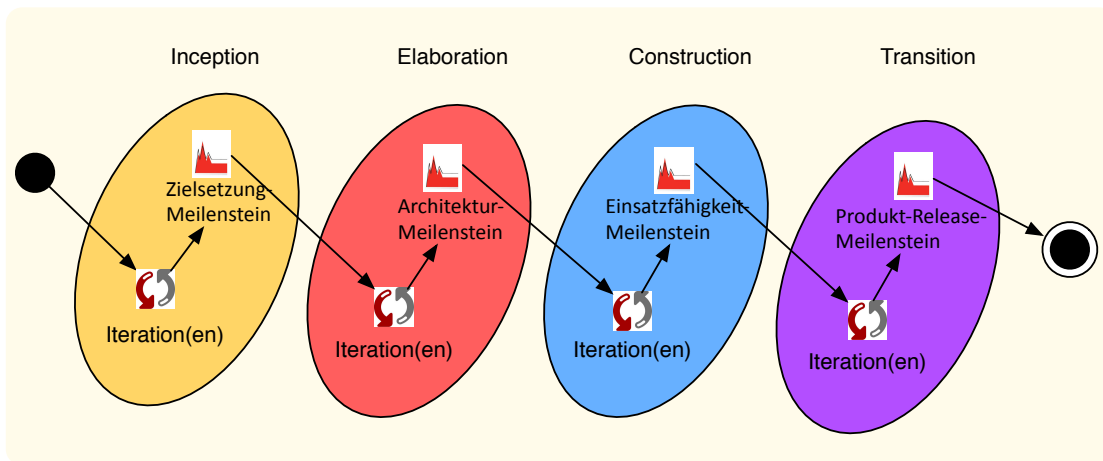 Inception
Elaboration
Construction
Transition
Zielsetzung-
Meilenstein
Iteration(en)
Architektur-
Meilenstein
Iteration(en)
Einsatzfähigkeit-
Meilenstein
Iteration(en)
Produkt-Release-
Meilenstein
Iteration(en)